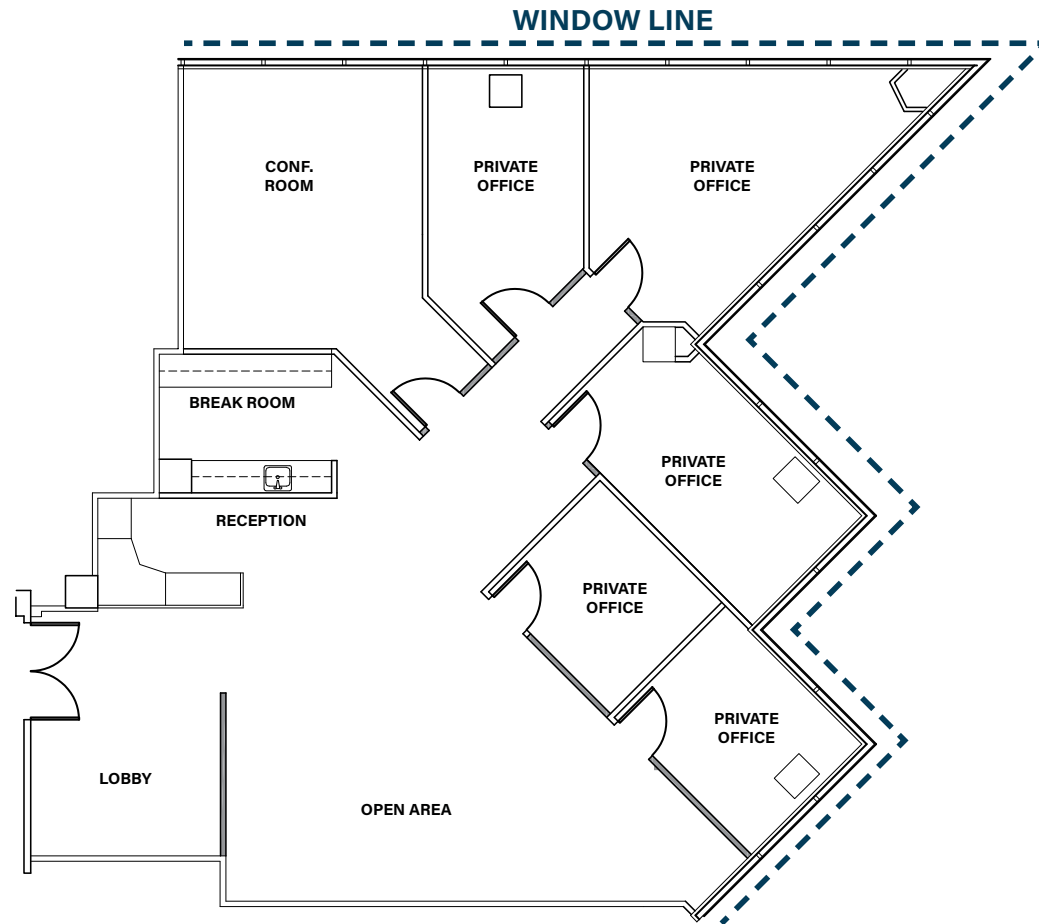 WINDOW LINE
CONF.
ROOM
PRIVATE
OFFICE
PRIVATE
OFFICE
BREAK ROOM
PRIVATE
OFFICE
RECEPTION
PRIVATE
OFFICE
PRIVATE
OFFICE
LOBBY
OPEN AREA